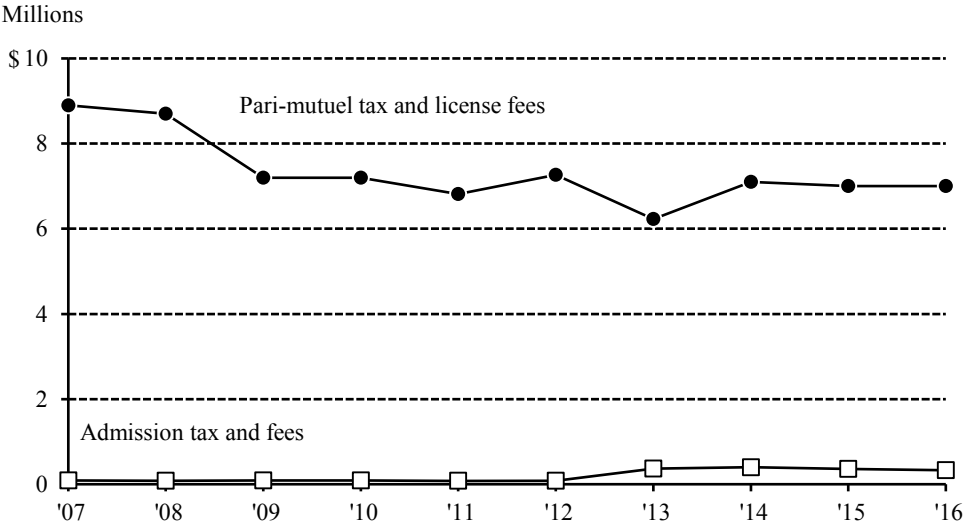 Millions
$ 10
Pari-mutuel tax and license fees
8
6
4
2
Admission tax and fees
0
'07 '08 '09 '10 '11 '12 '13 '14 '15 '16